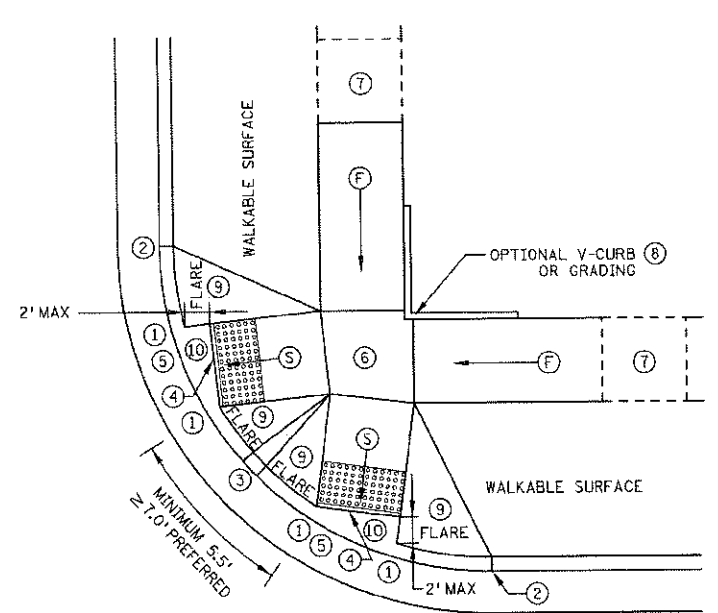 7
WALKABLE SURFACE
F
2
OPTIONAL V-CURB 8
OR GRADING
FLARE
9
2' MAX
1
5
10
S
6
F
7
4
9
FLARE
1
S
9
FLARE
3
WALKABLE SURFACE
9
FLARE
MINIMUM 5.5'
≥ 7.0' PREFERRED
1
5
10
4
1
2' MAX
2